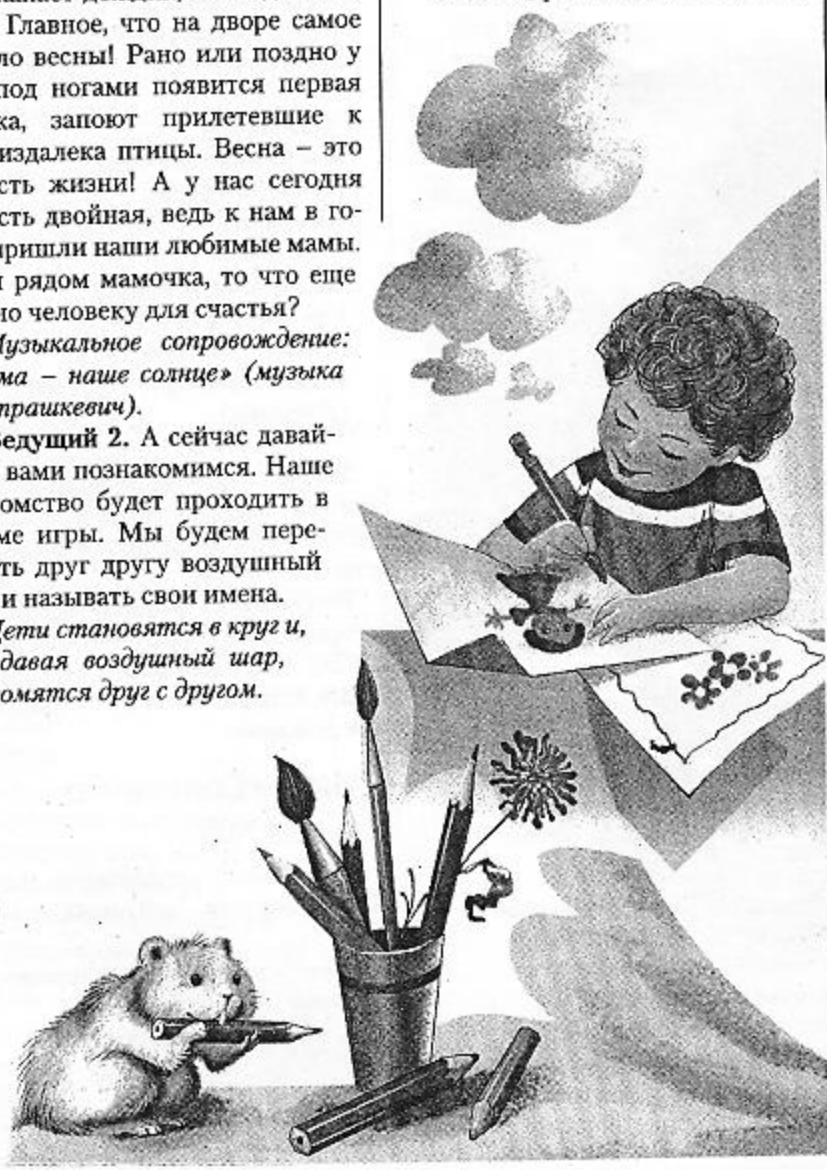 Главное, что на дворе самое
ло весны! Рано или поздно у
под ногами появится первая
ка, запоют прилетевшие к
издалека птицы. Весна – это
сть жизни! А у нас сегодня
сть двойная, ведь к нам в го-
пришли наши любимые мамы.
и рядом мамочка, то что еще
но человеку для счастья?
Музыкальное сопровождение:
ма – наше солнце» (музыка
трашкевич).
Ведущий 2. А сейчас давай-
вами познакомимся. Наше
омство будет проходить в
ме игры. Мы будем пере-
ть друг другу воздушный
и называть свои имена.
Дети становятся в круг и,
давая воздушный шар,
омятся друг с другом.